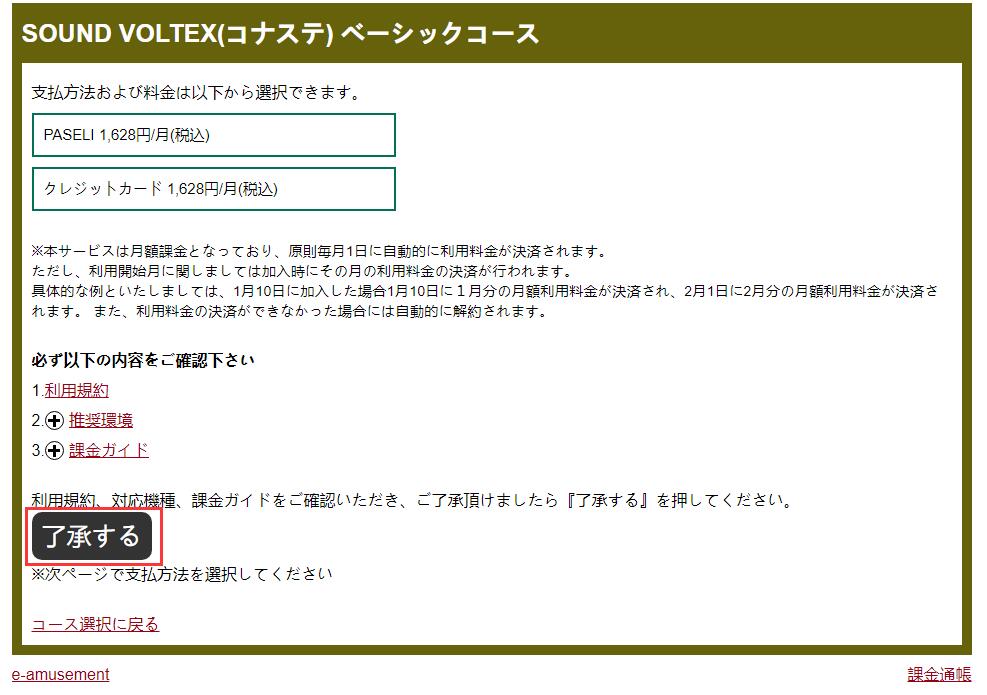 SOUND VOLTEX(コナステ) ベーシックコース
支払方法および料金は以下から選択できます。
PASELI 1,628円/月(税込)
クレジットカード 1,628円/月(税込)
※本サービスは月額課金となっており、原則毎月1日に自動的に利用料金が決済されます。
ただし、利用開始月に関しましては加入時にその月の利用料金の決済が行われます。
具体的な例といたしましては、1月10日に加入した場合1月10日に１月分の月額利用料金が決済され、2月1日に2月分の月額利用料金が決済さ
れます。 また、利用料金の決済ができなかった場合には自動的に解約されます。
必ず以下の内容をご確認下さい
1.利用規約
2.⊕ 推奨環境
3.⊕ 課金ガイド
利用規約、対応機種、課金ガイドをご確認いただき、ご了承頂けましたら『了承する』を押してください。
了承する
※次ページで支払方法を選択してください
コース選択に戻る
e-amusement
課金通帳